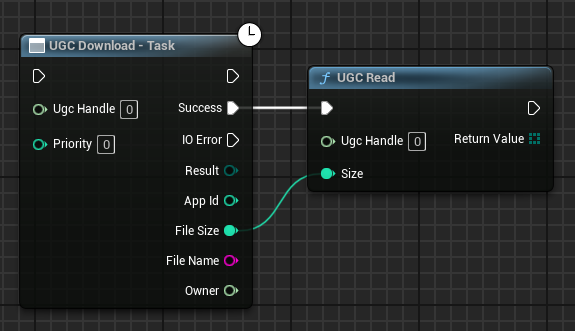 UGC Download - Task
Ugc Handle 0
Success
Priority 0
IO Error
Result
App Id
File Size
File Name
Owner
UGC Read
Ugc Handle 0
Return Value
Size